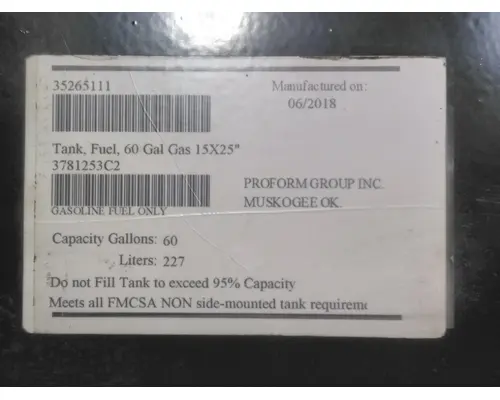 35265111
Manufactured on:
06/2018
Tank, Fuel, 60 Gal Gas 15X25"
3781253C2
PROFORM GROUP INC.
MUSKOGEE OK.
GASOLINE FUEL ONLY
Capacity Gallons: 60
Liters: 227
Do not Fill Tank to exceed 95% Capacity
Meets all FMCSA NON side-mounted tank requireme